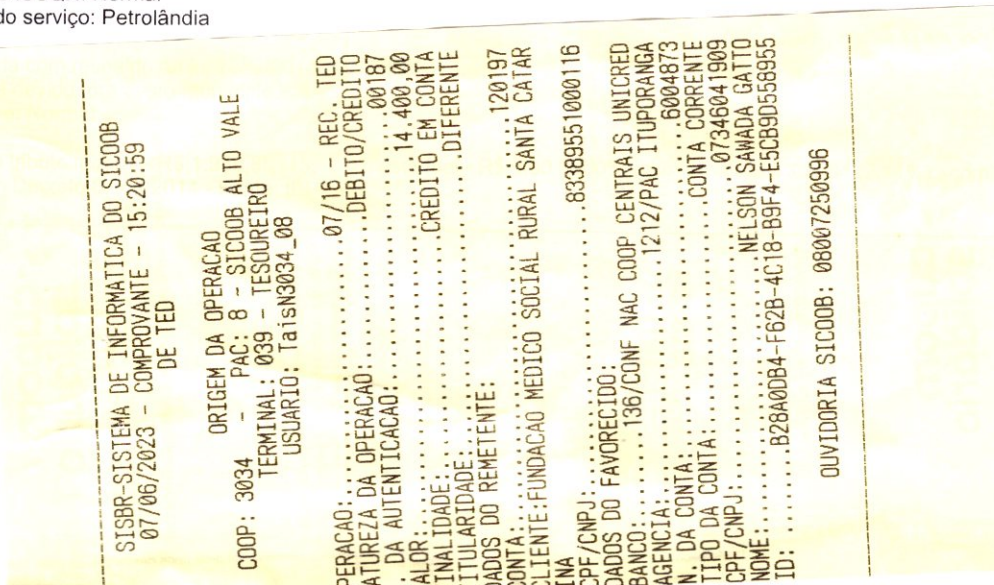 do serviço: Petrolândia
SISBR-SISTEMA DE INFORMATICA DO SICOOB
07/06/2023 - COMPROVANTE - 15:20:59
DE TED
ORIGEM DA OPERACAO
COOP: 3034 - PAC: 8 - SICOOB ALTO VALE
TERMINAL: 039 - TESOUREIRO
USUARIO: TaisN3034_08
PERACAO:..................07/16 - REC. TED
ATUREZA DA OPERACAO:..........DEBITO/CREDITO
. DA AUTENTICACAO:..................00187
ALOR:..................14.400,00
INALIDADE:..................CREDITO EM CONTA
ITULARIDADE:..................DIFERENTE
DADOS DO REMETENTE:
CONTA:..................120197
CLIENTE:FUNDACAO MEDICO SOCIAL RURAL SANTA CATAR
INA
CPF/CNPJ:..................83389551000116
DADOS DO FAVORECIDO:
BANCO:.....136/CONF NAC COOP CENTRAIS UNICRED
AGENCIA:..........1212/PAC ITUPORANGA
N. DA CONTA:..................6004873
TIPO DA CONTA:..........CONTA CORRENTE
CPF/CNPJ:..................07346041909
NOME:..........NELSON SAWADA GATTO
ID: .......B28A0DB4-F62B-4C18-B9F4-E5CB9D558955
OUVIDORIA SICOOB: 08007250996